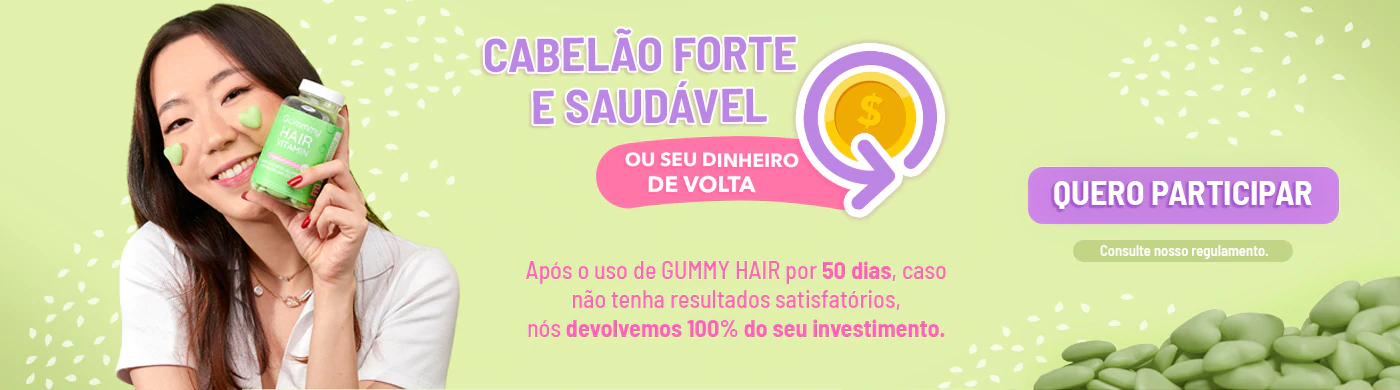 CABELÃO FORTE
E SAUDÁVEL
OU SEU DINHEIRO
DE VOLTA
$
Gummy
HAIR
VITAMIN
Após o uso de GUMMY HAIR por 50 dias, caso
não tenha resultados satisfatórios,
nós devolvemos 100% do seu investimento.
QUERO PARTICIPAR
Consulte nosso regulamento.